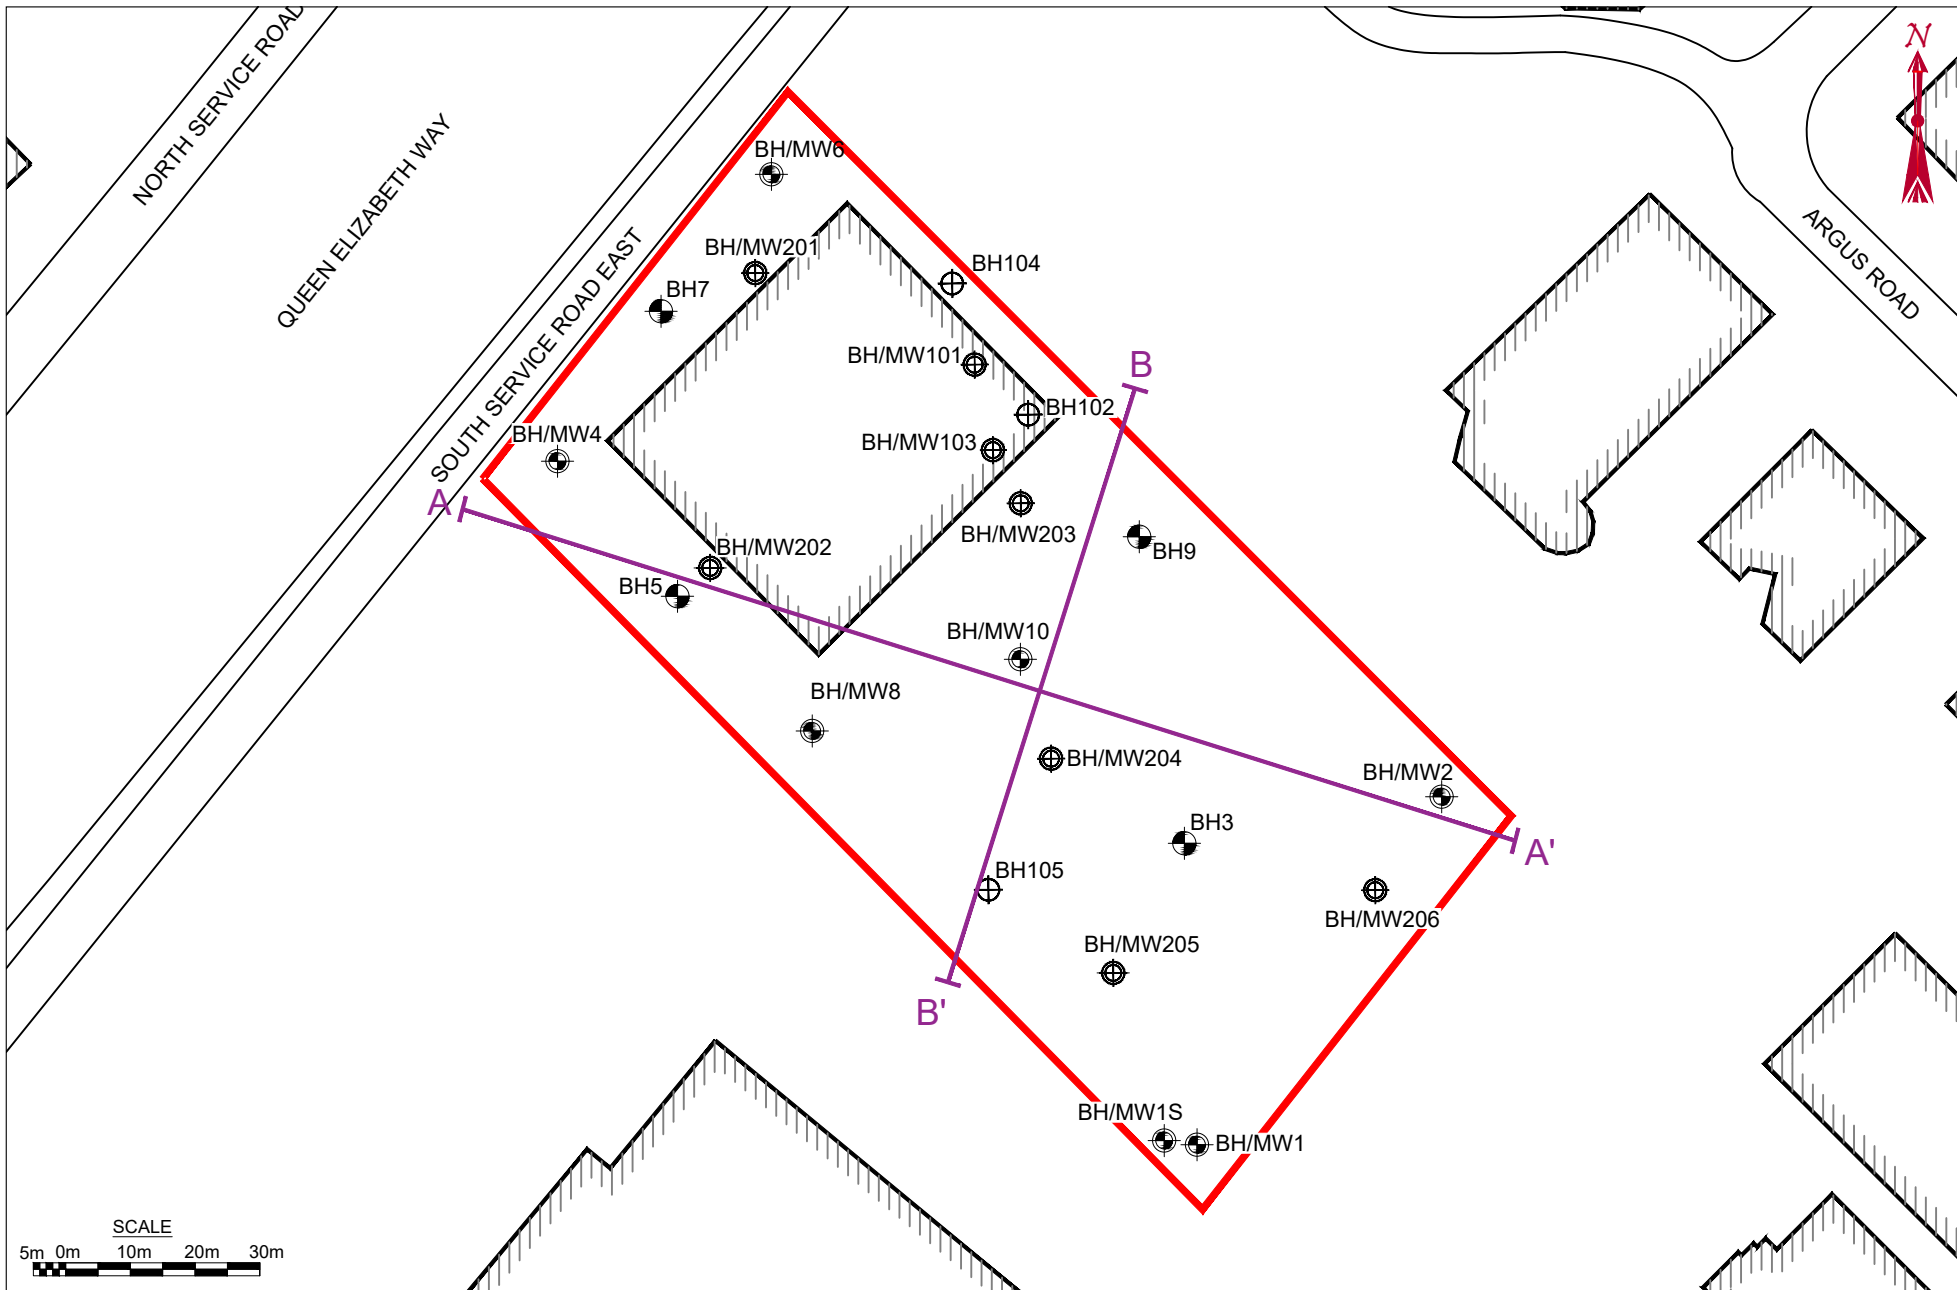 NORTH SERVICE ROAD
N
QUEEN ELIZABETH WAY
SOUTH SERVICE ROAD EAST
ARGUS ROAD
BH/MW6
BH/MW201
BH104
BH7
BH/MW101
B
BH102
BH/MW4
BH/MW103
A
BH/MW203
BH9
BH/MW202
BH5
BH/MW10
BH/MW8
BH/MW204
BH/MW2
BH3
A'
BH105
BH/MW206
BH/MW205
B'
BH/MW1S
BH/MW1
SCALE
5m 0m 10m 20m 30m